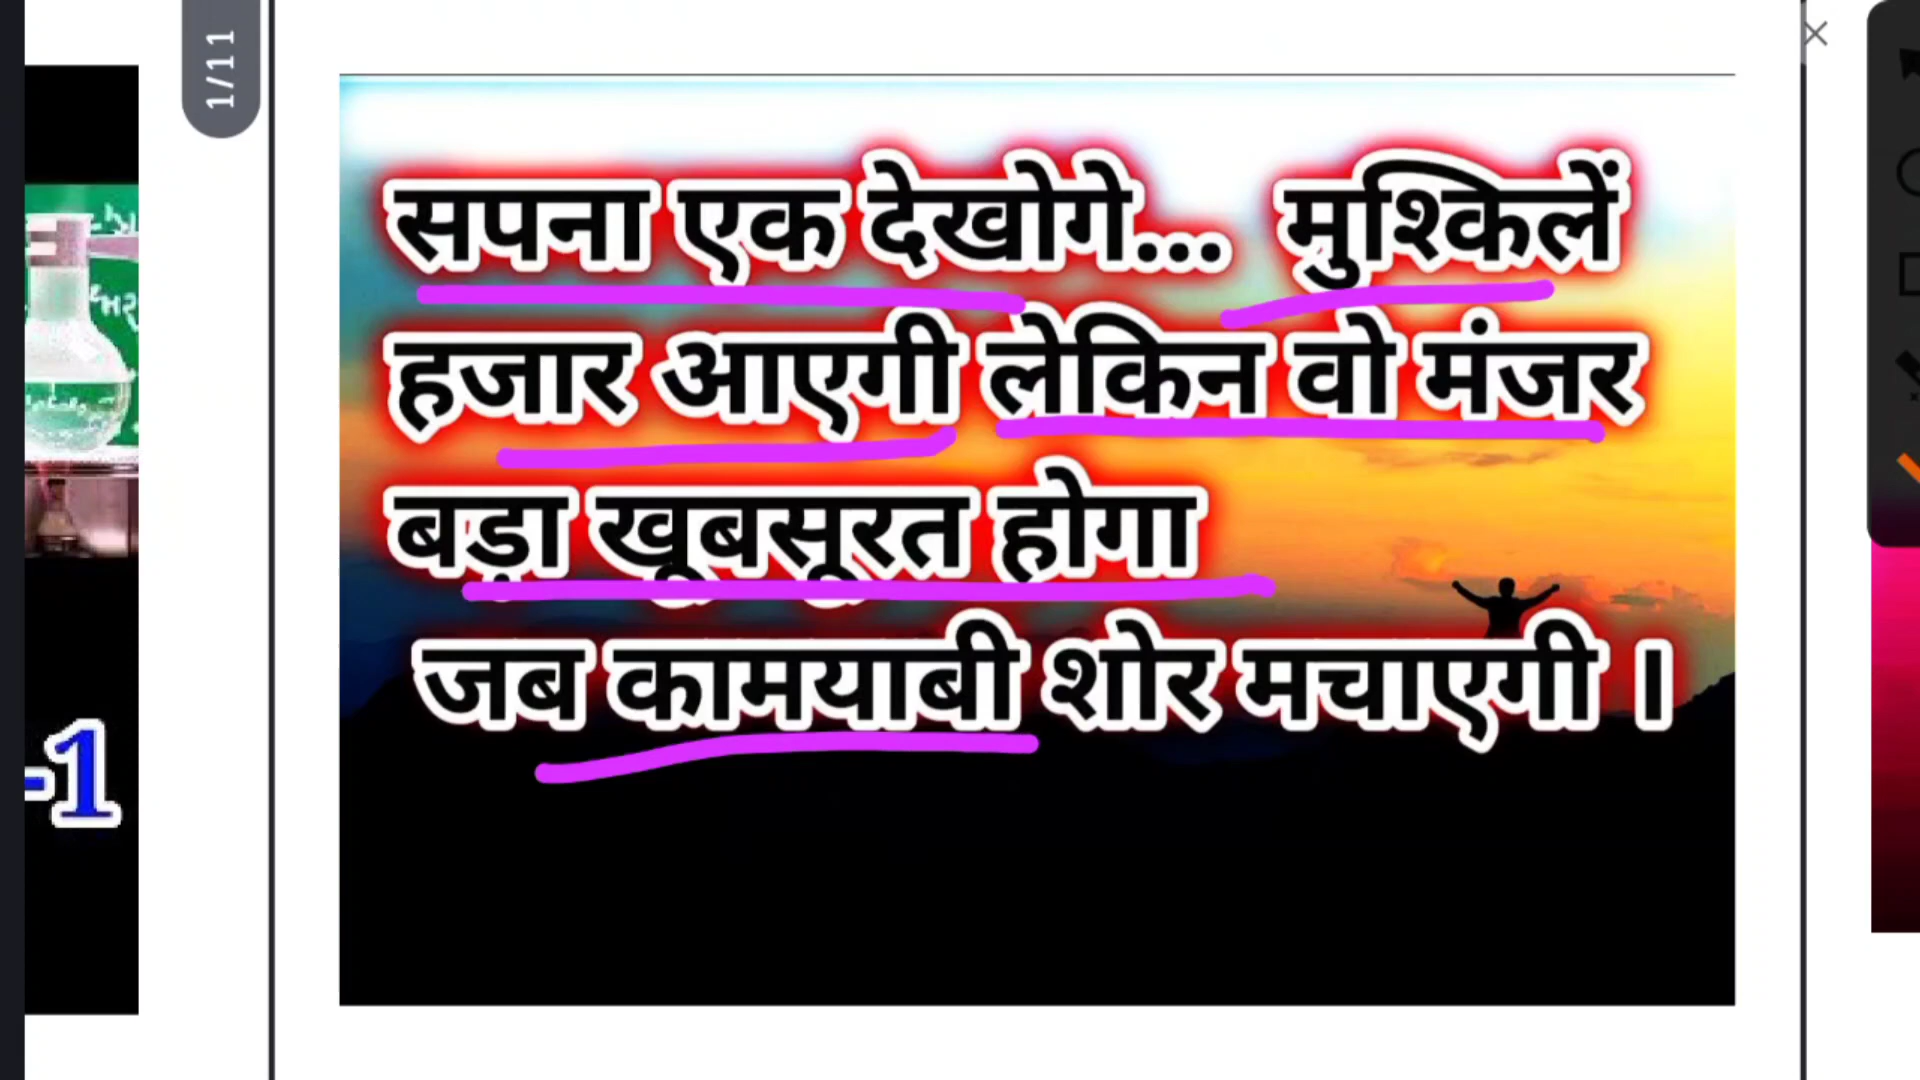 1/11
सपना एक देखोगे... मुश्किलें
हजार आएगी लेकिन वो मंजर
बड़ा खूबसूरत होगा
जब कामयाबी शोर मचाएगी ।
-1